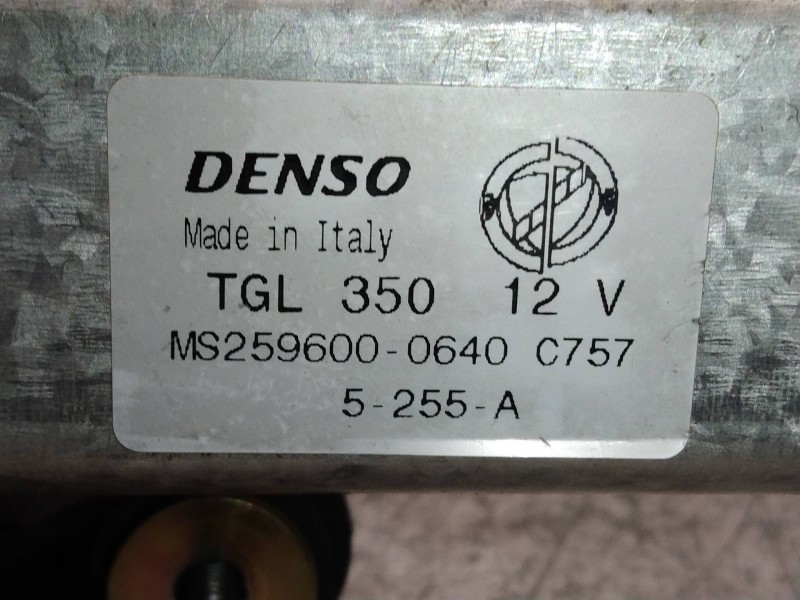 DENSO
Made in Italy
TGL 350 12 V
MS259600-0640 C757
5-255-A